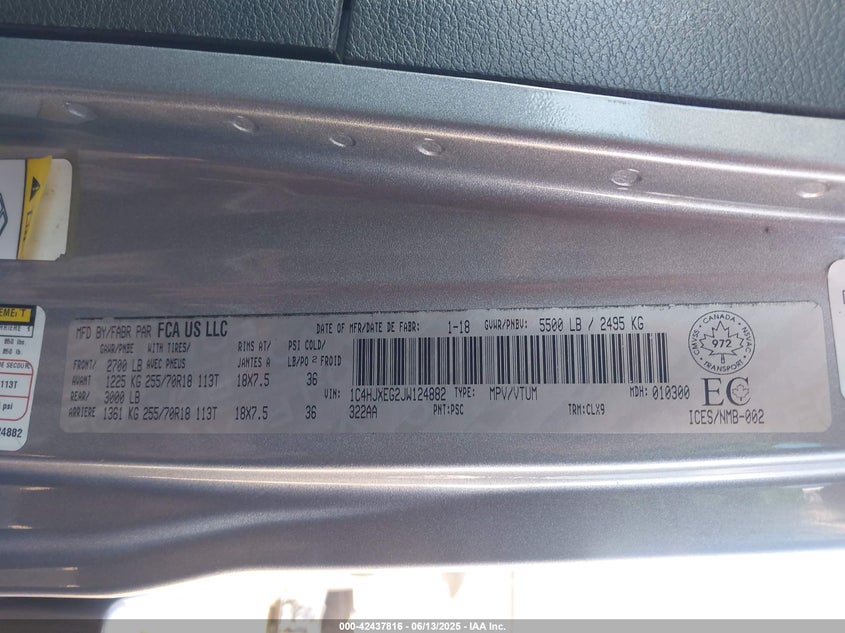 MFD BY/FABR PAR FCA US LLC
DATE OF MFR/DATE DE FABR: 1-18 GVWR/PNBV: 5500 LB / 2495 KG
GAWR/PNBE WITH TIRES/ RIMS AT/ PSI COLD/
FRONT/ 2700 LB AVEC PNEUS JANTES A LB/PO 2 FROID
AVANT 1225 KG 255/70R18 113T 18X7.5 36
REAR/ 3000 LB
ARRIERE 1361 KG 255/70R18 113T 18X7.5 36
VIN: 1C4HJXEG2JW124882 TYPE: MPV/VTUM MDH: 010300
322AA PNT:PSC TRM:CLX9
CMVSS CANADA NSVAC
972
TRANSPORT
EC
ICES/NMB-002
113T
psi
24882
000-42437816 - 06/13/2025 - IAA Inc.